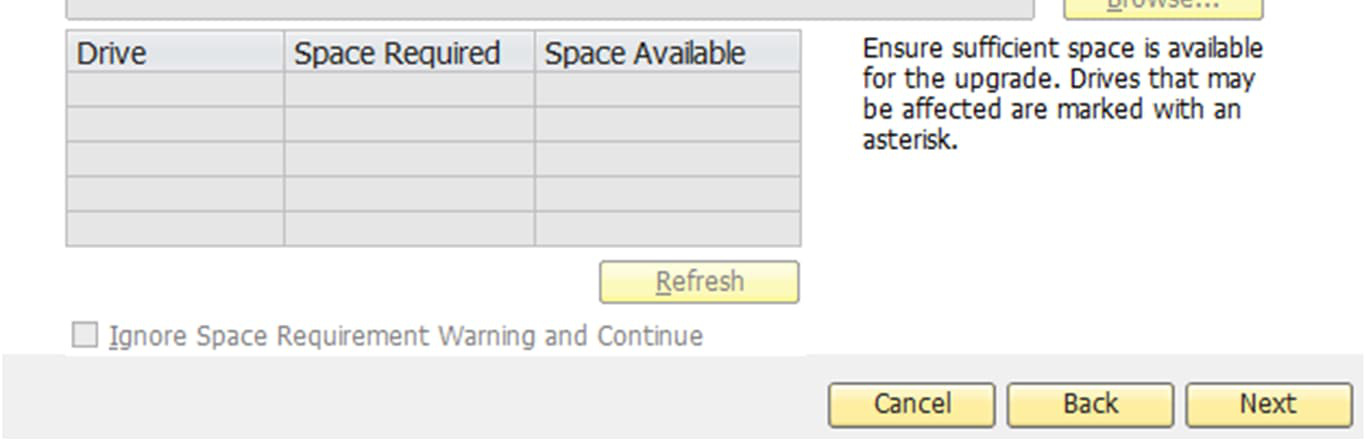 Browse...
Drive Space Required Space Available
Ensure sufficient space is available
for the upgrade. Drives that may
be affected are marked with an
asterisk.
Refresh
Ignore Space Requirement Warning and Continue
Cancel Back Next